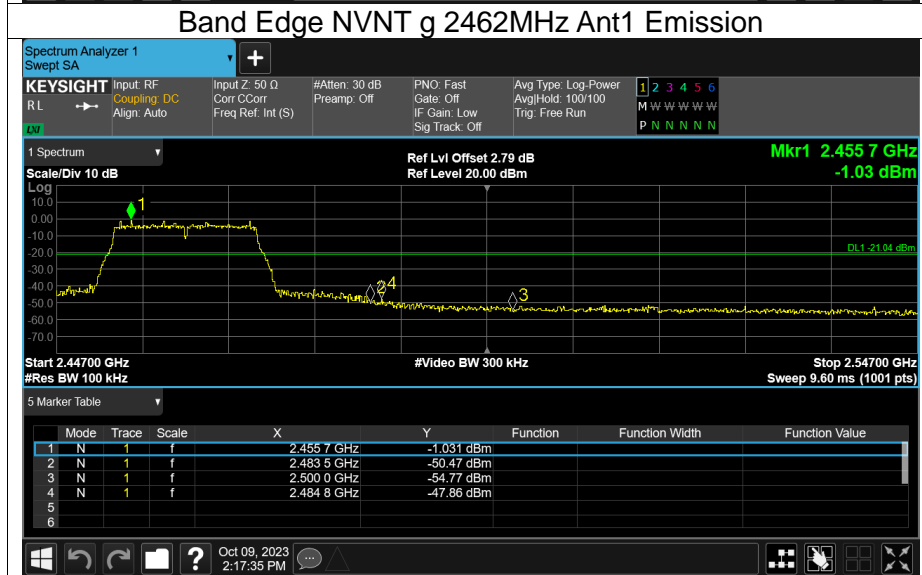 Band Edge NVNT g 2462MHz Ant1 Emission
Spectrum Analyzer 1
Swept SA
+
KEYSIGHT
R L
LXI
Input: RF
Coupling: DC
Align: Auto
Input Z: 50 Ω
Corr CCorr
Freq Ref: Int (S)
#Atten: 30 dB
Preamp: Off
PNO: Fast
Gate: Off
IF Gain: Low
Sig Track: Off
Avg Type: Log-Power
Avg|Hold: 100/100
Trig: Free Run
1 2 3 4 5 6
M W W W W W
P N N N N N
1 Spectrum
Scale/Div 10 dB
Ref Lvl Offset 2.79 dB
Ref Level 20.00 dBm
Mkr1 2.455 7 GHz
-1.03 dBm
Log
10.0
0.00
-10.0
-20.0
-30.0
-40.0
-50.0
-60.0
-70.0
1
2
4
3
DL1 -21.04 dBm
Start 2.44700 GHz
#Res BW 100 kHz
#Video BW 300 kHz
Stop 2.54700 GHz
Sweep 9.60 ms (1001 pts)
5 Marker Table
Mode Trace Scale X Y Function Function Width Function Value
1 N 1 f 2.455 7 GHz -1.031 dBm
2 N 1 f 2.483 5 GHz -50.47 dBm
3 N 1 f 2.500 0 GHz -54.77 dBm
4 N 1 f 2.484 8 GHz -47.86 dBm
5
6
?
Oct 09, 2023
2:17:35 PM